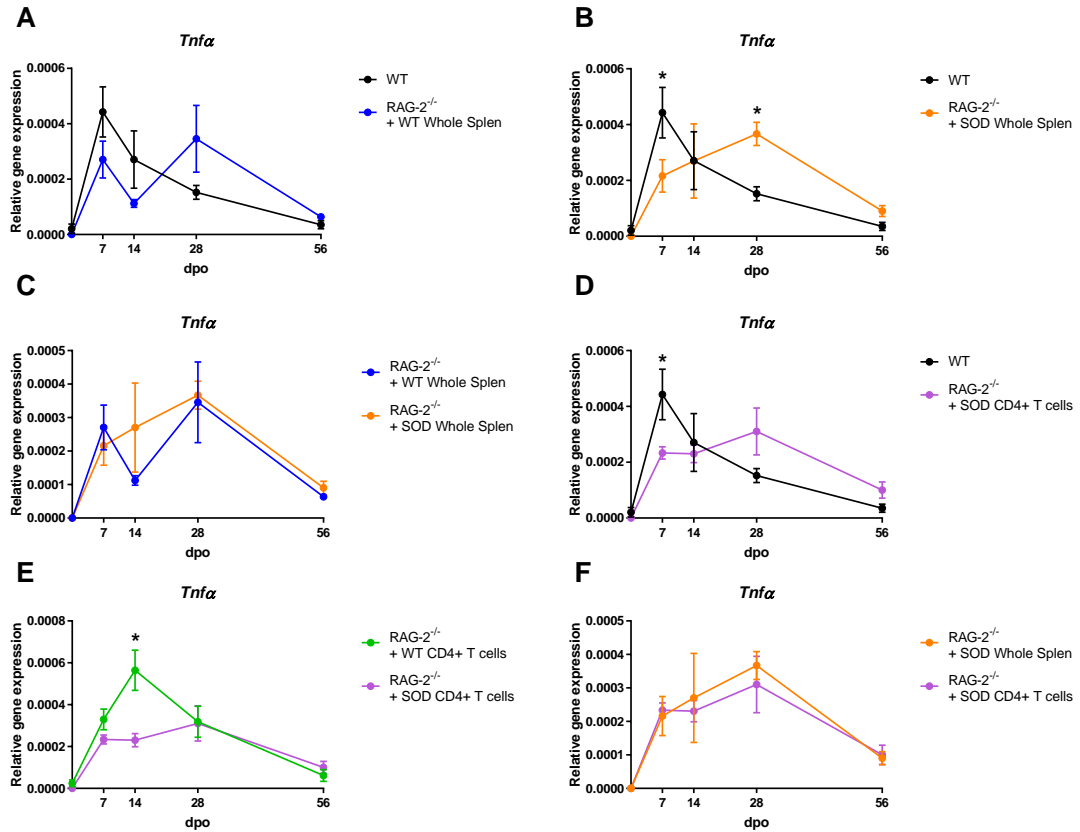 A
Tnfα
Relative gene expression
0.0006
0.0004
0.0002
0.0000
7 14 28 56
dpo
WT
RAG-2-/-
+ WT Whole Splen
B
Tnfα
Relative gene expression
0.0006
0.0004
0.0002
0.0000
*
*
7 14 28 56
dpo
WT
RAG-2-/-
+ SOD Whole Splen
C
Tnfα
Relative gene expression
0.0005
0.0004
0.0003
0.0002
0.0001
0.0000
7 14 28 56
dpo
RAG-2-/-
+ WT Whole Splen
RAG-2-/-
+ SOD Whole Splen
D
Tnfα
Relative gene expression
0.0006
0.0004
0.0002
0.0000
*
7 14 28 56
dpo
WT
RAG-2-/-
+ SOD CD4+ T cells
E
Tnfα
Relative gene expression
0.0008
0.0006
0.0004
0.0002
0.0000
*
7 14 28 56
dpo
RAG-2-/-
+ WT CD4+ T cells
RAG-2-/-
+ SOD CD4+ T cells
F
Tnfα
Relative gene expression
0.0005
0.0004
0.0003
0.0002
0.0001
0.0000
7 14 28 56
dpo
RAG-2-/-
+ SOD Whole Splen
RAG-2-/-
+ SOD CD4+ T cells